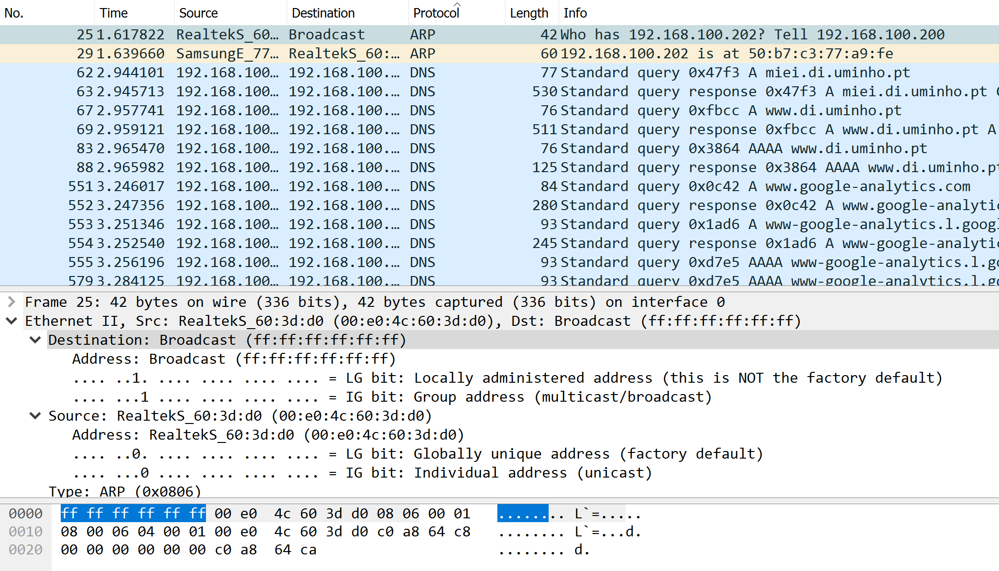 No. Time Source Destination Protocol Length Info
25 1.617822 RealtekS_60… Broadcast ARP 42 Who has 192.168.100.202? Tell 192.168.100.200
29 1.639660 SamsungE_77… RealtekS_60:… ARP 60 192.168.100.202 is at 50:b7:c3:77:a9:fe
62 2.944101 192.168.100… 192.168.100.… DNS 77 Standard query 0x47f3 A miei.di.uminho.pt
63 2.945713 192.168.100… 192.168.100.… DNS 530 Standard query response 0x47f3 A miei.di.uminho.pt
67 2.957741 192.168.100… 192.168.100.… DNS 76 Standard query 0xfbcc A www.di.uminho.pt
69 2.959121 192.168.100… 192.168.100.… DNS 511 Standard query response 0xfbcc A www.di.uminho.pt A
83 2.965470 192.168.100… 192.168.100.… DNS 76 Standard query 0x3864 AAAA www.di.uminho.pt
88 2.965982 192.168.100… 192.168.100.… DNS 125 Standard query response 0x3864 AAAA www.di.uminho.pt
551 3.246017 192.168.100… 192.168.100.… DNS 84 Standard query 0x0c42 A www.google-analytics.com
552 3.247356 192.168.100… 192.168.100.… DNS 280 Standard query response 0x0c42 A www.google-analytic
553 3.251346 192.168.100… 192.168.100.… DNS 93 Standard query 0x1ad6 A www-google-analytics.l.googl
554 3.252540 192.168.100… 192.168.100.… DNS 245 Standard query response 0x1ad6 A www-google-analytic
555 3.256196 192.168.100… 192.168.100.… DNS 93 Standard query 0xd7e5 AAAA www-google-analytics.l.go
579 3.284125 192.168.100… 192.168.100.… DNS 93 Standard query 0xd7e5 AAAA www-google-analytics.l.go
Frame 25: 42 bytes on wire (336 bits), 42 bytes captured (336 bits) on interface 0
Ethernet II, Src: RealtekS_60:3d:d0 (00:e0:4c:60:3d:d0), Dst: Broadcast (ff:ff:ff:ff:ff:ff)
Destination: Broadcast (ff:ff:ff:ff:ff:ff)
Address: Broadcast (ff:ff:ff:ff:ff:ff)
.... ..1. .... .... .... .... = LG bit: Locally administered address (this is NOT the factory default)
.... ...1 .... .... .... .... = IG bit: Group address (multicast/broadcast)
Source: RealtekS_60:3d:d0 (00:e0:4c:60:3d:d0)
Address: RealtekS_60:3d:d0 (00:e0:4c:60:3d:d0)
.... ..0. .... .... .... .... = LG bit: Globally unique address (factory default)
.... ...0 .... .... .... .... = IG bit: Individual address (unicast)
Type: ARP (0x0806)
0000 ff ff ff ff ff ff 00 e0 4c 60 3d d0 08 06 00 01 ........ L`=.....
0010 08 00 06 04 00 01 00 e0 4c 60 3d d0 c0 a8 64 c8 ........ L`=...d.
0020 00 00 00 00 00 00 c0 a8 64 ca ........ d.